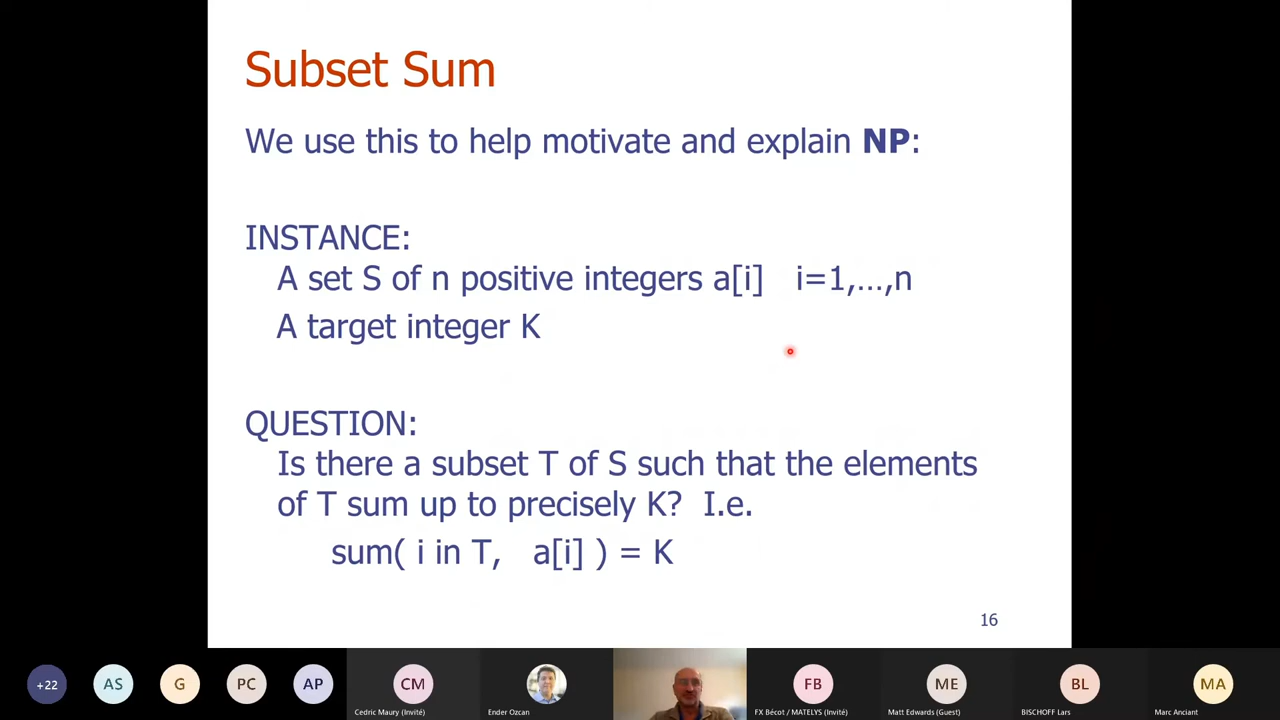 Subset Sum
We use this to help motivate and explain NP:
INSTANCE:
A set S of n positive integers a[i]   i=1,…,n
A target integer K
QUESTION:
Is there a subset T of S such that the elements
of T sum up to precisely K?  I.e.
sum( i in T,   a[i] ) = K
16
+22
AS
G
PC
AP
CM
FB
ME
BL
MA
Cedric Maury (Invité)
Ender Ozcan
FX Bécot / MATELYS (Invité)
Matt Edwards (Guest)
BISCHOFF Lars
Marc Anciant